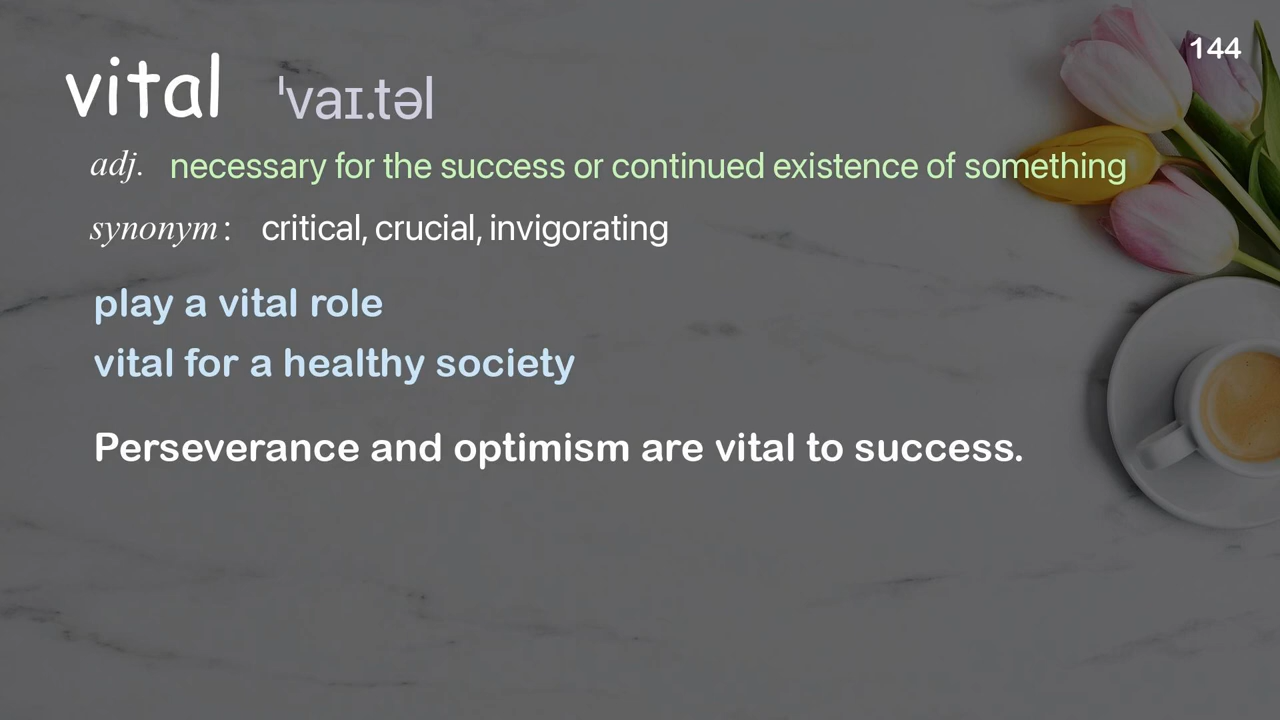 144
vital ˈvaɪ.təl
adj. necessary for the success or continued existence of something
synonym : critical, crucial, invigorating
play a vital role
vital for a healthy society
Perseverance and optimism are vital to success.